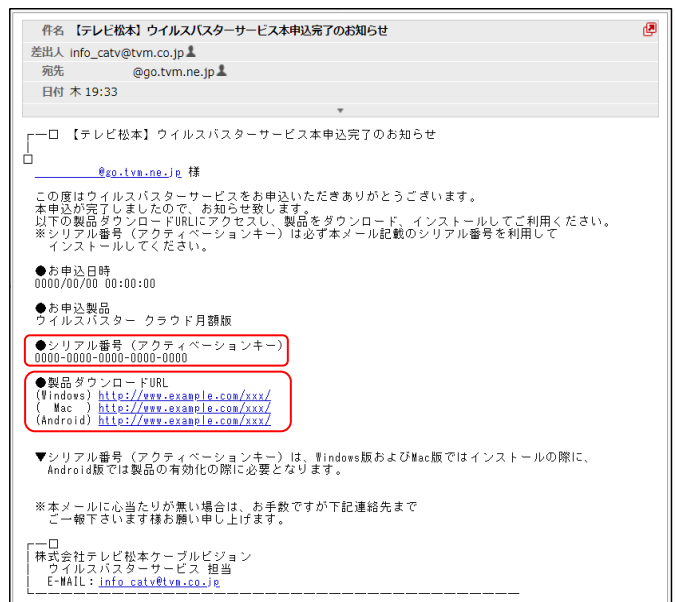 件名 【テレビ松本】ウイルスバスターサービス本申込完了のお知らせ
差出人 info_catv@tvm.co.jp
宛先 @go.tvm.ne.jp
日付 木 19:33
┌─□ 【テレビ松本】ウイルスバスターサービス本申込完了のお知らせ
│
□
@go.tvm.ne.jp 様
この度はウイルスバスターサービスをお申込いただきありがとうございます。
本申込が完了しましたので、お知らせ致します。
以下の製品ダウンロードURLにアクセスし、製品をダウンロード、インストールしてご利用ください。
※シリアル番号（アクティベーションキー）は必ず本メール記載のシリアル番号を利用して
インストールしてください。
●お申込日時
0000/00/00 00:00:00
●お申込製品
ウイルスバスター クラウド月額版
●シリアル番号（アクティベーションキー）
0000-0000-0000-0000-0000
●製品ダウンロードURL
(Windows) http://www.example.com/xxx/
( Mac ) http://www.example.com/xxx/
(Android) http://www.example.com/xxx/
▼シリアル番号（アクティベーションキー）は、Windows版およびMac版ではインストールの際に、
Android版では製品の有効化の際に必要となります。
※本メールに心当たりが無い場合は、お手数ですが下記連絡先まで
ご一報下さいます様お願い申し上げます。
┌─□
│株式会社テレビ松本ケーブルビジョン
│ ウイルスバスターサービス 担当
│ E-MAIL：info_catv@tvm.co.jp